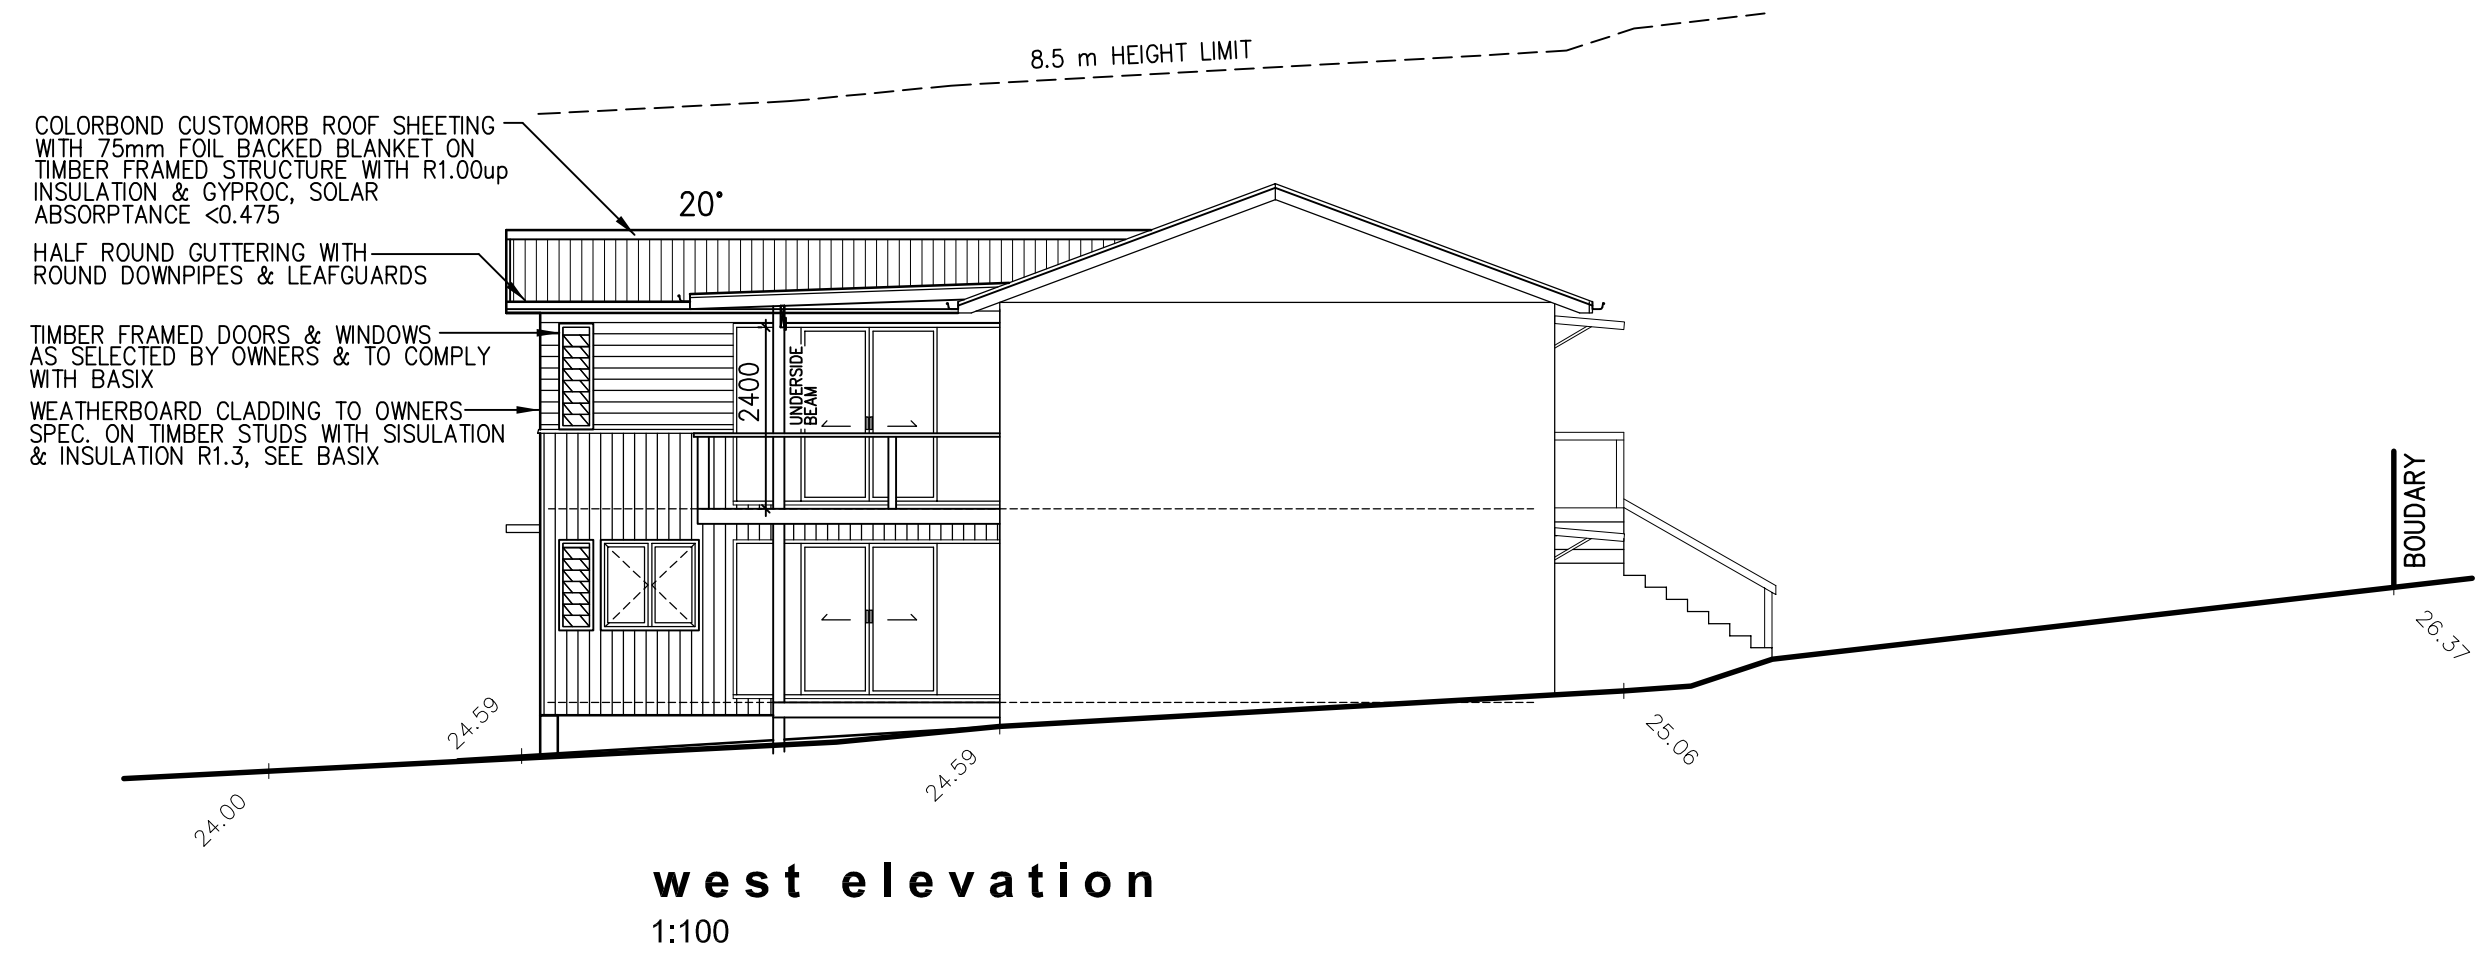 8.5 m HEIGHT LIMIT
COLORBOND CUSTOMORB ROOF SHEETING
WITH 75mm FOIL BACKED BLANKET ON
TIMBER FRAMED STRUCTURE WITH R1.00up
INSULATION & GYPROC, SOLAR
ABSORPTANCE <0.475
20°
HALF ROUND GUTTERING WITH
ROUND DOWNPIPES & LEAFGUARDS
TIMBER FRAMED DOORS & WINDOWS
AS SELECTED BY OWNERS & TO COMPLY
WITH BASIX
WEATHERBOARD CLADDING TO OWNERS
SPEC. ON TIMBER STUDS WITH SISULATION
& INSULATION R1.3, SEE BASIX
2400
UNDERSIDE
BEAM
BOUDARY
24.00
24.59
24.59
25.06
26.37
west elevation
1:100